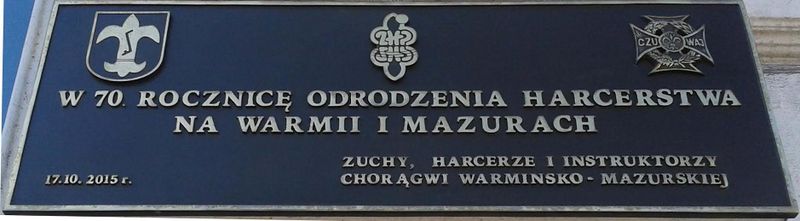 CZUWAJ
W 70. ROCZNICĘ ODRODZENIA HARCERSTWA
NA WARMII I MAZURACH
ZUCHY, HARCERZE I INSTRUKTORZY
17.10.2015 r. CHORĄGWI WARMINSKO-MAZURSKIEJ